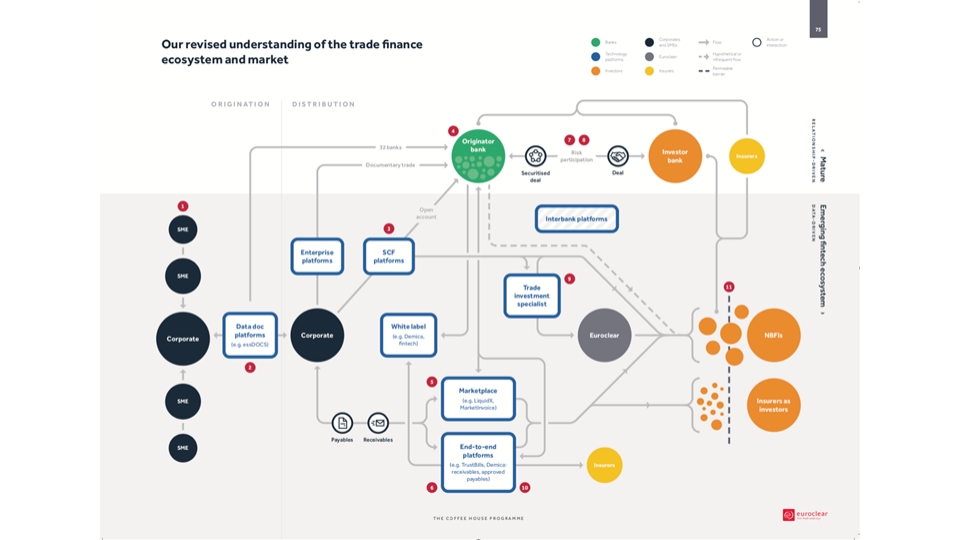 75
Our revised understanding of the trade finance
ecosystem and market
Banks
Technology
platforms
Investors
Corporates
and SMEs
Euroclear
Insurers
Flow
Hypothetical or
infrequent flow
Permeable
barrier
Action or
interaction
ORIGINATION
DISTRIBUTION
RELATIONSHIP-DRIVEN
Mature
Emerging fintech ecosystem
DATA-DRIVEN
32 banks
Documentary trade
Open
account
4
Originator
bank
Securitised
deal
7
8
Risk
participation
Deal
Investor
bank
Insurers
1
SME
SME
Corporate
SME
SME
Data doc
platforms
(e.g. essDOCS)
2
Enterprise
platforms
3
SCF
platforms
Corporate
White label
(e.g. Demica,
fintech)
Interbank platforms
Trade
investment
specialist
9
Euroclear
11
NBFIs
Insurers as
investors
Payables
Receivables
5
Marketplace
(e.g. LiquidX,
MarketInvoice)
End-to-end
platforms
(e.g. TrustBills, Demica:
receivables, approved
payables)
6
10
Insurers
THE COFFEE HOUSE PROGRAMME
euroclear